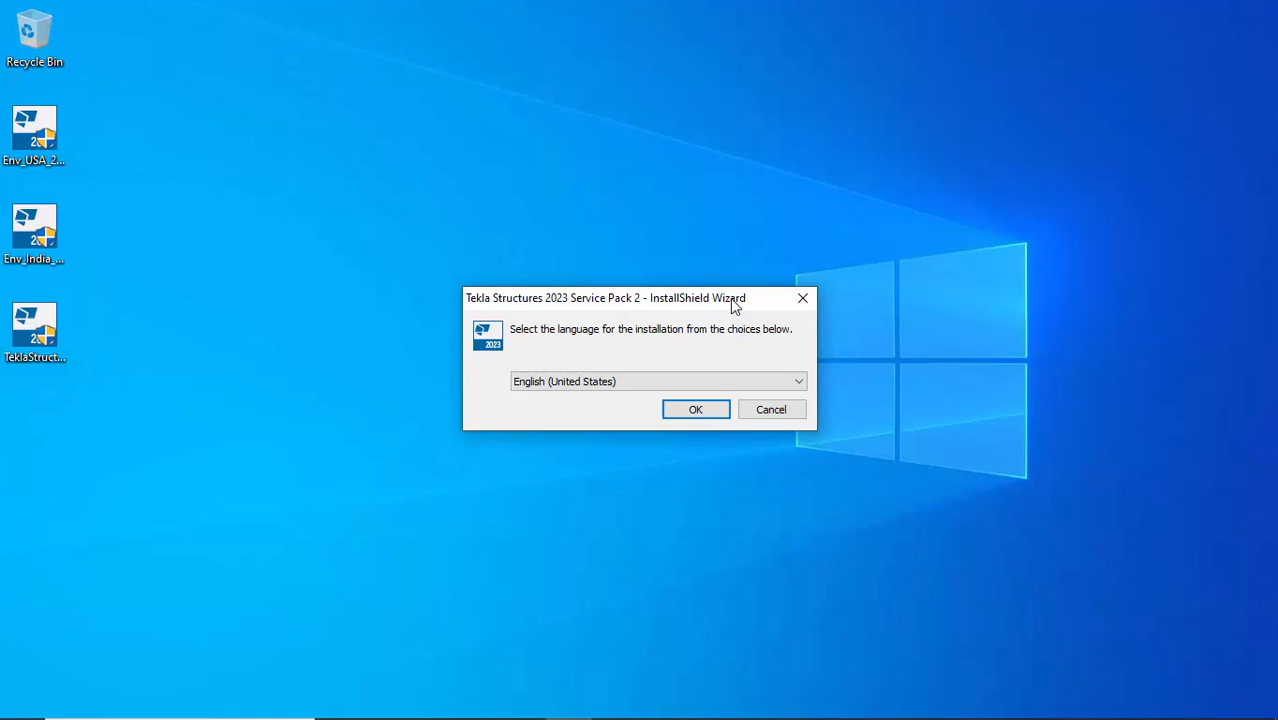 Recycle Bin
Env_USA_2...
Env_India_...
TeklaStruct...
Tekla Structures 2023 Service Pack 2 - InstallShield Wizard
Select the language for the installation from the choices below.
2023
English (United States)
OK
Cancel